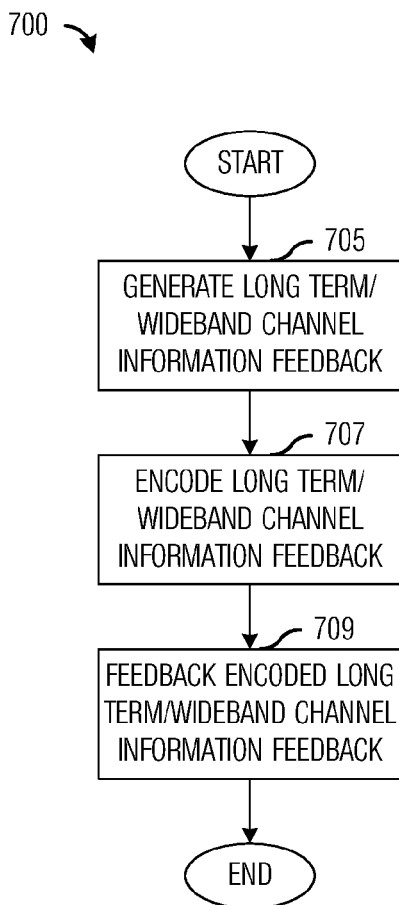 700
START
705
GENERATE LONG TERM/
WIDEBAND CHANNEL
INFORMATION FEEDBACK
707
ENCODE LONG TERM/
WIDEBAND CHANNEL
INFORMATION FEEDBACK
709
FEEDBACK ENCODED LONG
TERM/WIDEBAND CHANNEL
INFORMATION FEEDBACK
END